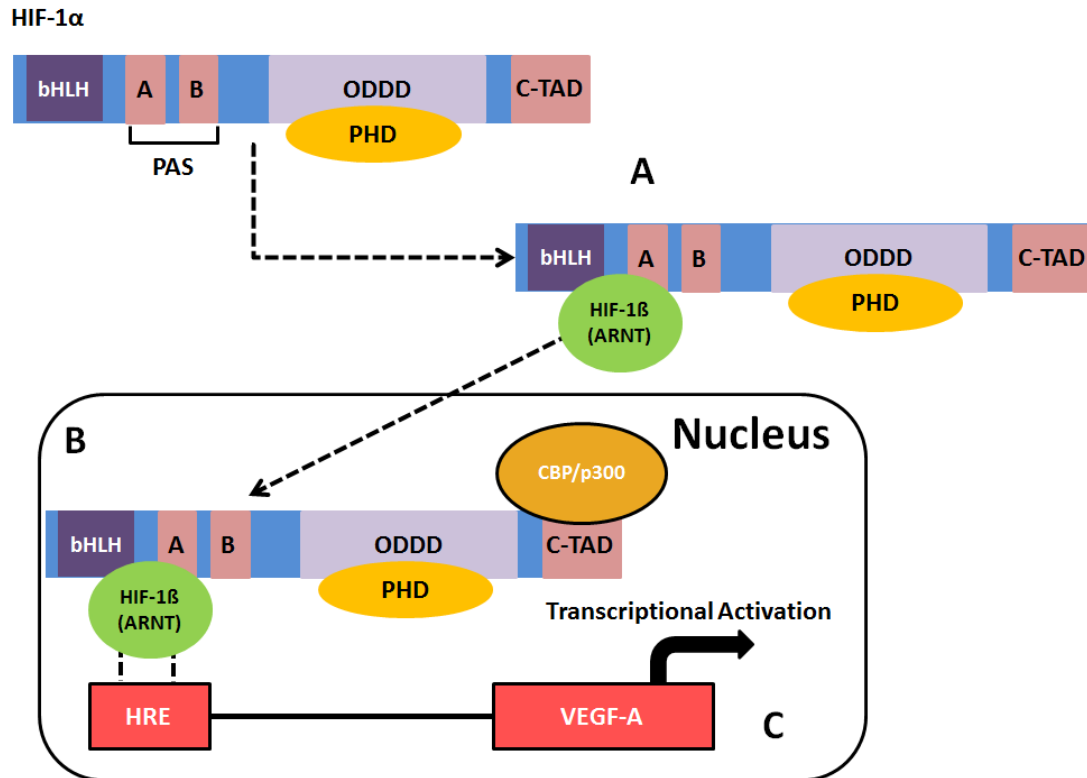 HIF-1α
bHLH A B ODDD C-TAD
PHD
PAS
A
bHLH A B ODDD C-TAD
PHD
HIF-1ß
(ARNT)
B
Nucleus
CBP/p300
bHLH A B ODDD C-TAD
PHD
HIF-1ß
(ARNT)
Transcriptional Activation
HRE
VEGF-A
C